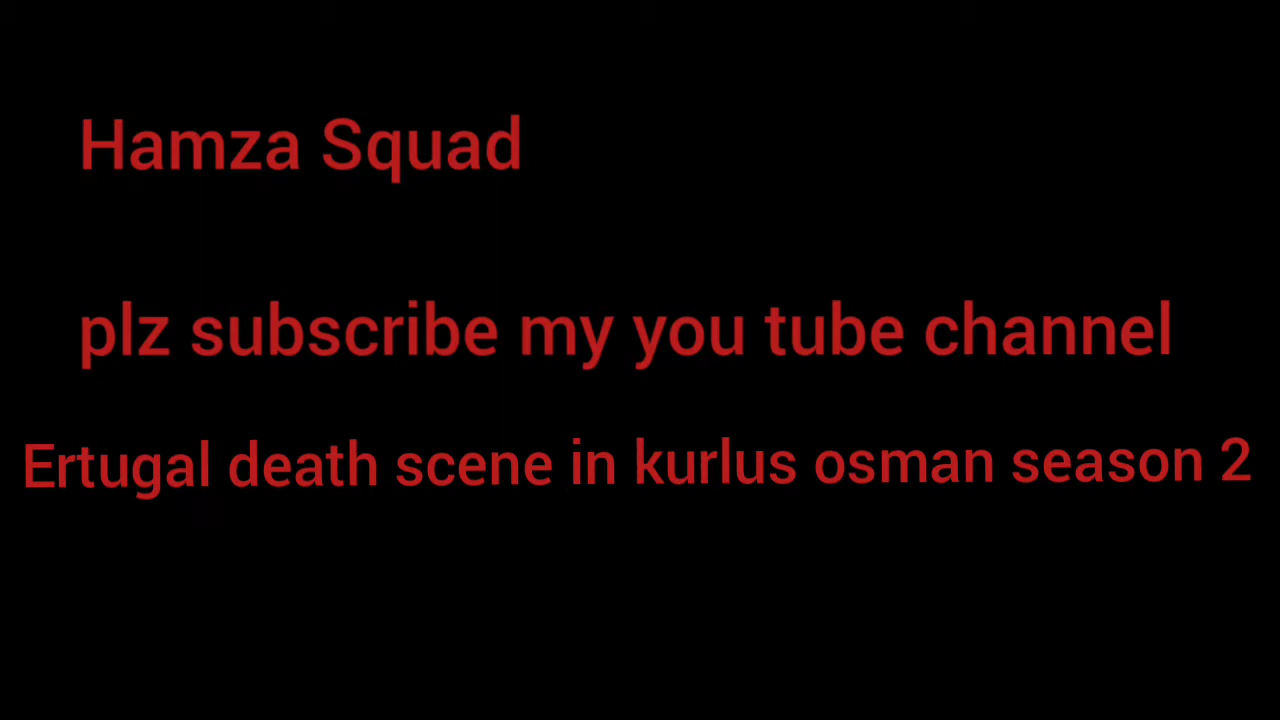 Hamza Squad
plz subscribe my you tube channel
Ertugal death scene in kurlus osman season 2